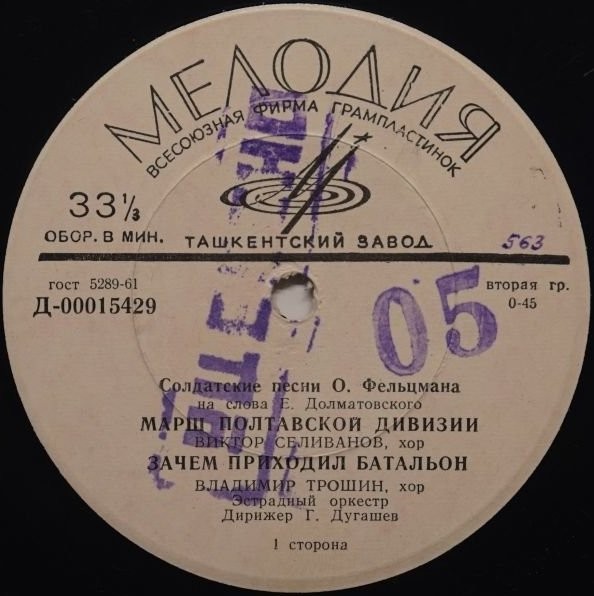 МЕЛОДИЯ
ВСЕСОЮЗНАЯ ФИРМА ГРАМПЛАСТИНОК
33 1/3
ОБОР. В МИН.
ТАШКЕНТСКИЙ ЗАВОД
563
гост 5289-61
Д-00015429
вторая гр.
0-45
05
Солдатские песни О. Фельцмана
на слова Е. Долматовского
МАРШ ПОЛТАВСКОЙ ДИВИЗИИ
ВИКТОР СЕЛИВАНОВ, хор
ЗАЧЕМ ПРИХОДИЛ БАТАЛЬОН
ВЛАДИМИР ТРОШИН, хор
Эстрадный оркестр
Дирижер Г. Дугашев
1 сторона